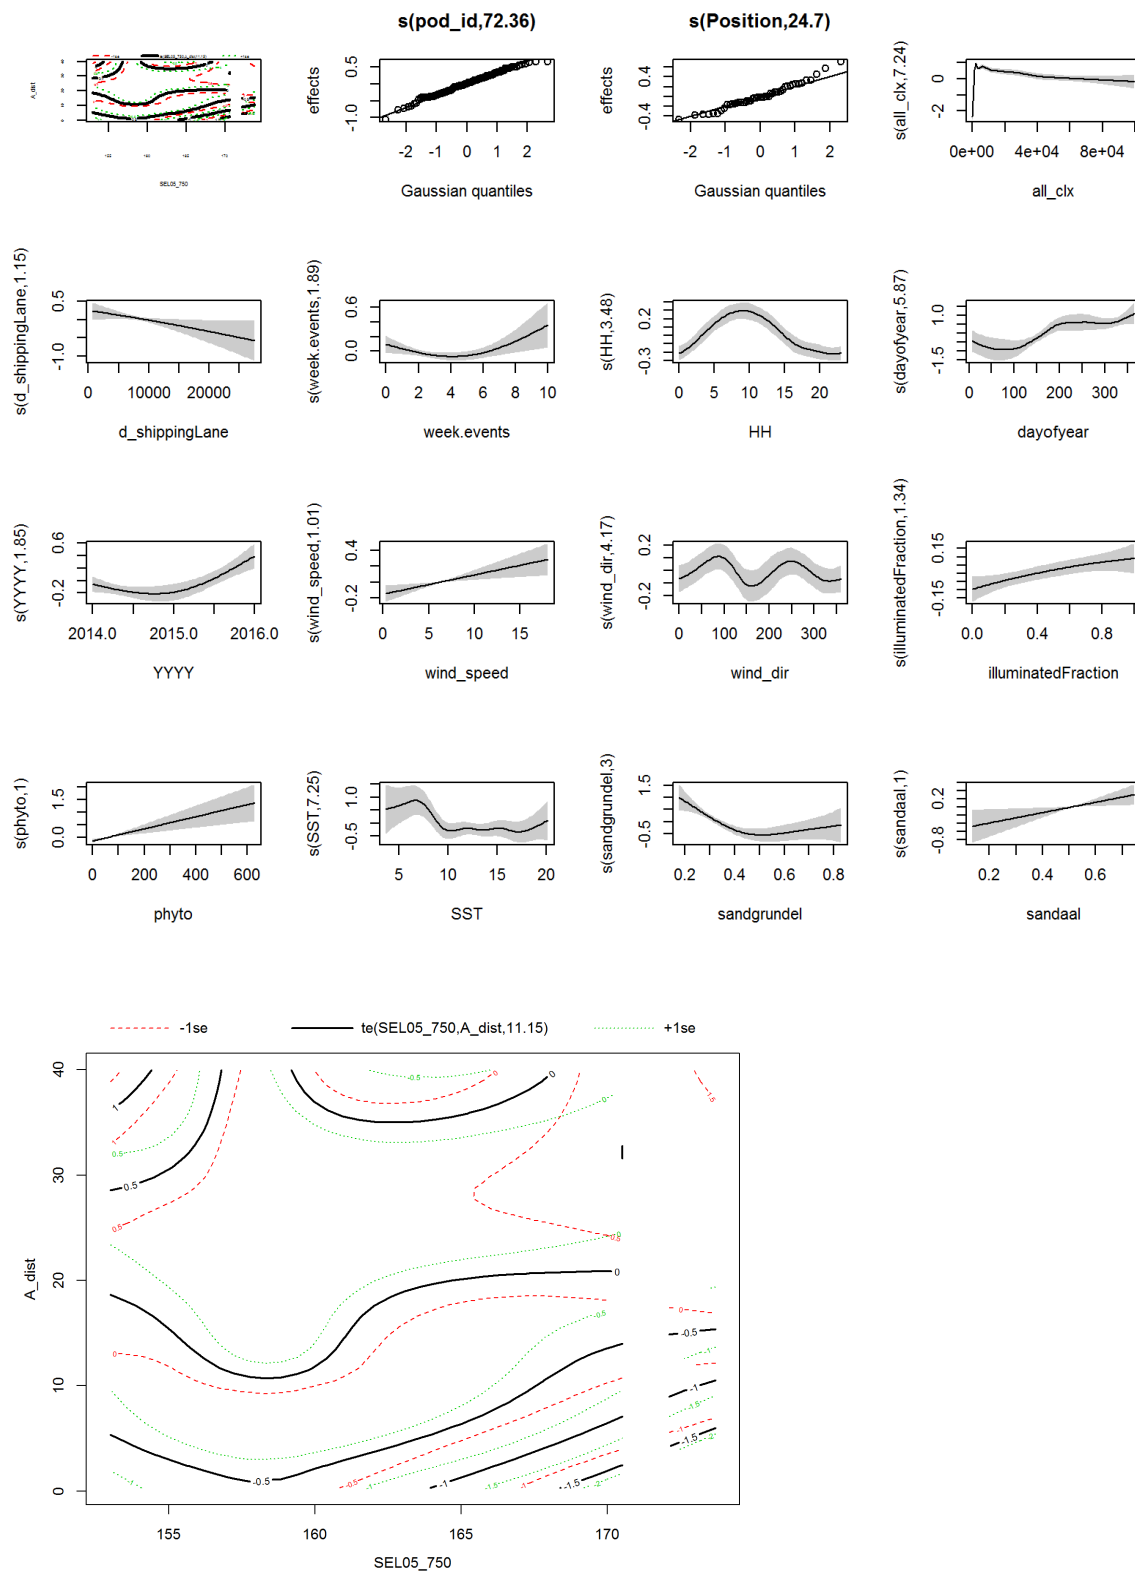 s(pod_id,72.36)
s(Position,24.7)
-1se
te(SEL05_750,A_dist,11.15)
+1se
A_dist
SEL05_750
effects
0.5
-1.0
-2 -1 0 1 2
Gaussian quantiles
effects
0.4
-0.4
-2 -1 0 1 2
Gaussian quantiles
s(all_clx,7.24)
0
-2
0e+00 4e+04 8e+04
all_clx
s(d_shippingLane,1.15)
0.5
-1.0
0 10000 20000
d_shippingLane
s(week.events,1.89)
0.6
0.0
0 2 4 6 8 10
week.events
s(HH,3.48)
0.2
-0.3
0 5 10 15 20
HH
s(dayofyear,5.87)
1.0
-1.5
0 100 200 300
dayofyear
s(YYYY,1.85)
0.6
-0.2
2014.0 2015.0 2016.0
YYYY
s(wind_speed,1.01)
0.4
-0.2
0 5 10 15
wind_speed
s(wind_dir,4.17)
0.2
-0.2
0 100 200 300
wind_dir
s(illuminatedFraction,1.34)
0.15
-0.15
0.0 0.4 0.8
illuminatedFraction
s(phyto,1)
1.5
0.0
0 200 400 600
phyto
s(SST,7.25)
1.0
-0.5
5 10 15 20
SST
s(sandgrundel,3)
1.5
-0.5
0.2 0.4 0.6 0.8
sandgrundel
s(sandaal,1)
0.2
-0.8
0.2 0.4 0.6
sandaal
-1se
te(SEL05_750,A_dist,11.15)
+1se
A_dist
40
30
20
10
0
155 160 165 170
SEL05_750